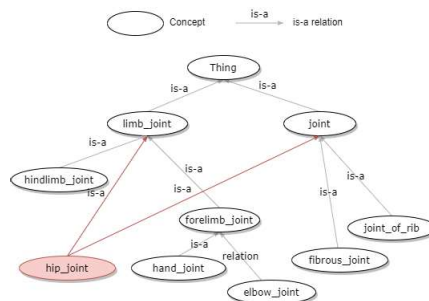 Concept
is-a
is-a relation
Thing
is-a
is-a
limb_joint
joint
is-a
is-a
hindlimb_joint
is-a
is-a
is-a
is-a
forelimb_joint
joint_of_rib
is-a
relation
hip_joint
hand_joint
fibrous_joint
elbow_joint